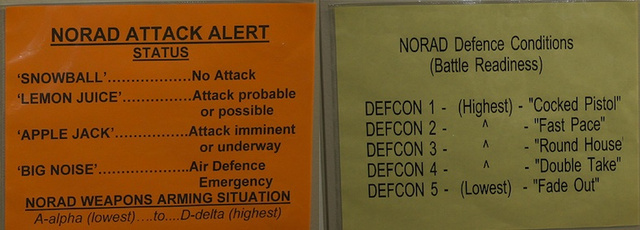 NORAD ATTACK ALERT
STATUS
‘SNOWBALL’..................No Attack
‘LEMON JUICE’...............Attack probable
or possible
‘APPLE JACK’................Attack imminent
or underway
‘BIG NOISE’....................Air Defence
Emergency
NORAD WEAPONS ARMING SITUATION
A-alpha (lowest)....to....D-delta (highest)
NORAD Defence Conditions
(Battle Readiness)
DEFCON 1 - (Highest) - "Cocked Pistol"
DEFCON 2 - ^ - "Fast Pace"
DEFCON 3 - ^ - "Round House'
DEFCON 4 - ^ - "Double Take"
DEFCON 5 - (Lowest) - "Fade Out"